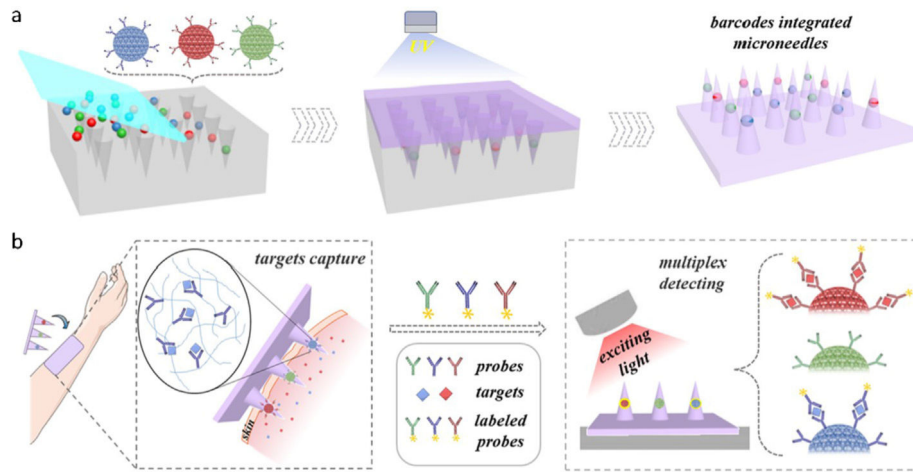 a
UV
barcodes integrated
microneedles
b
targets capture
skin
probes
targets
labeled
probes
multiplex
detecting
exciting
light